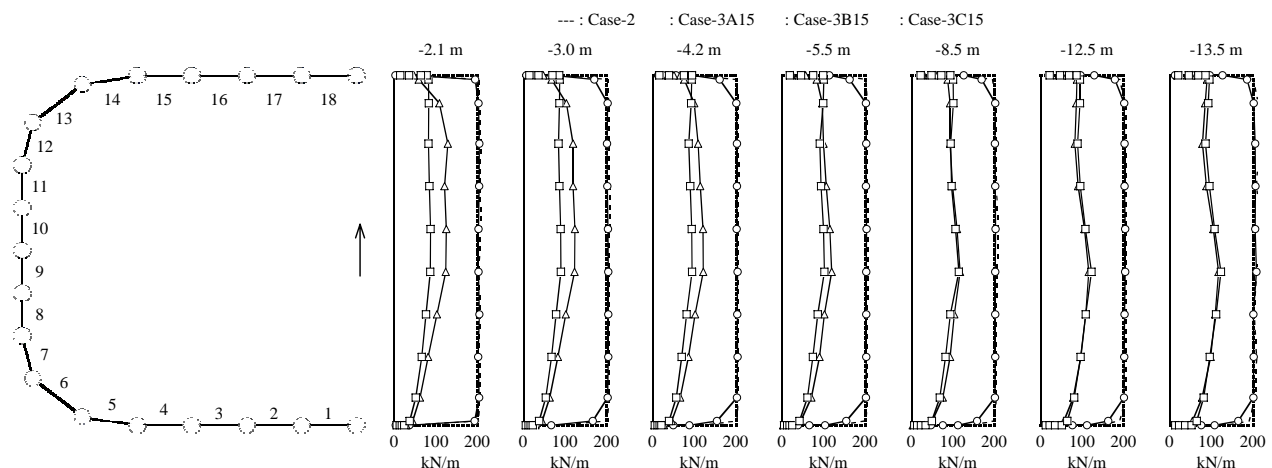 --- : Case-2 : Case-3A15 : Case-3B15 : Case-3C15
-2.1 m -3.0 m -4.2 m -5.5 m -8.5 m -12.5 m -13.5 m
14 15 16 17 18
13
12
11
10
9
8
7
6
5 4 3 2 1
0 100 200 0 100 200 0 100 200 0 100 200 0 100 200 0 100 200 0 100 200
kN/m kN/m kN/m kN/m kN/m kN/m kN/m